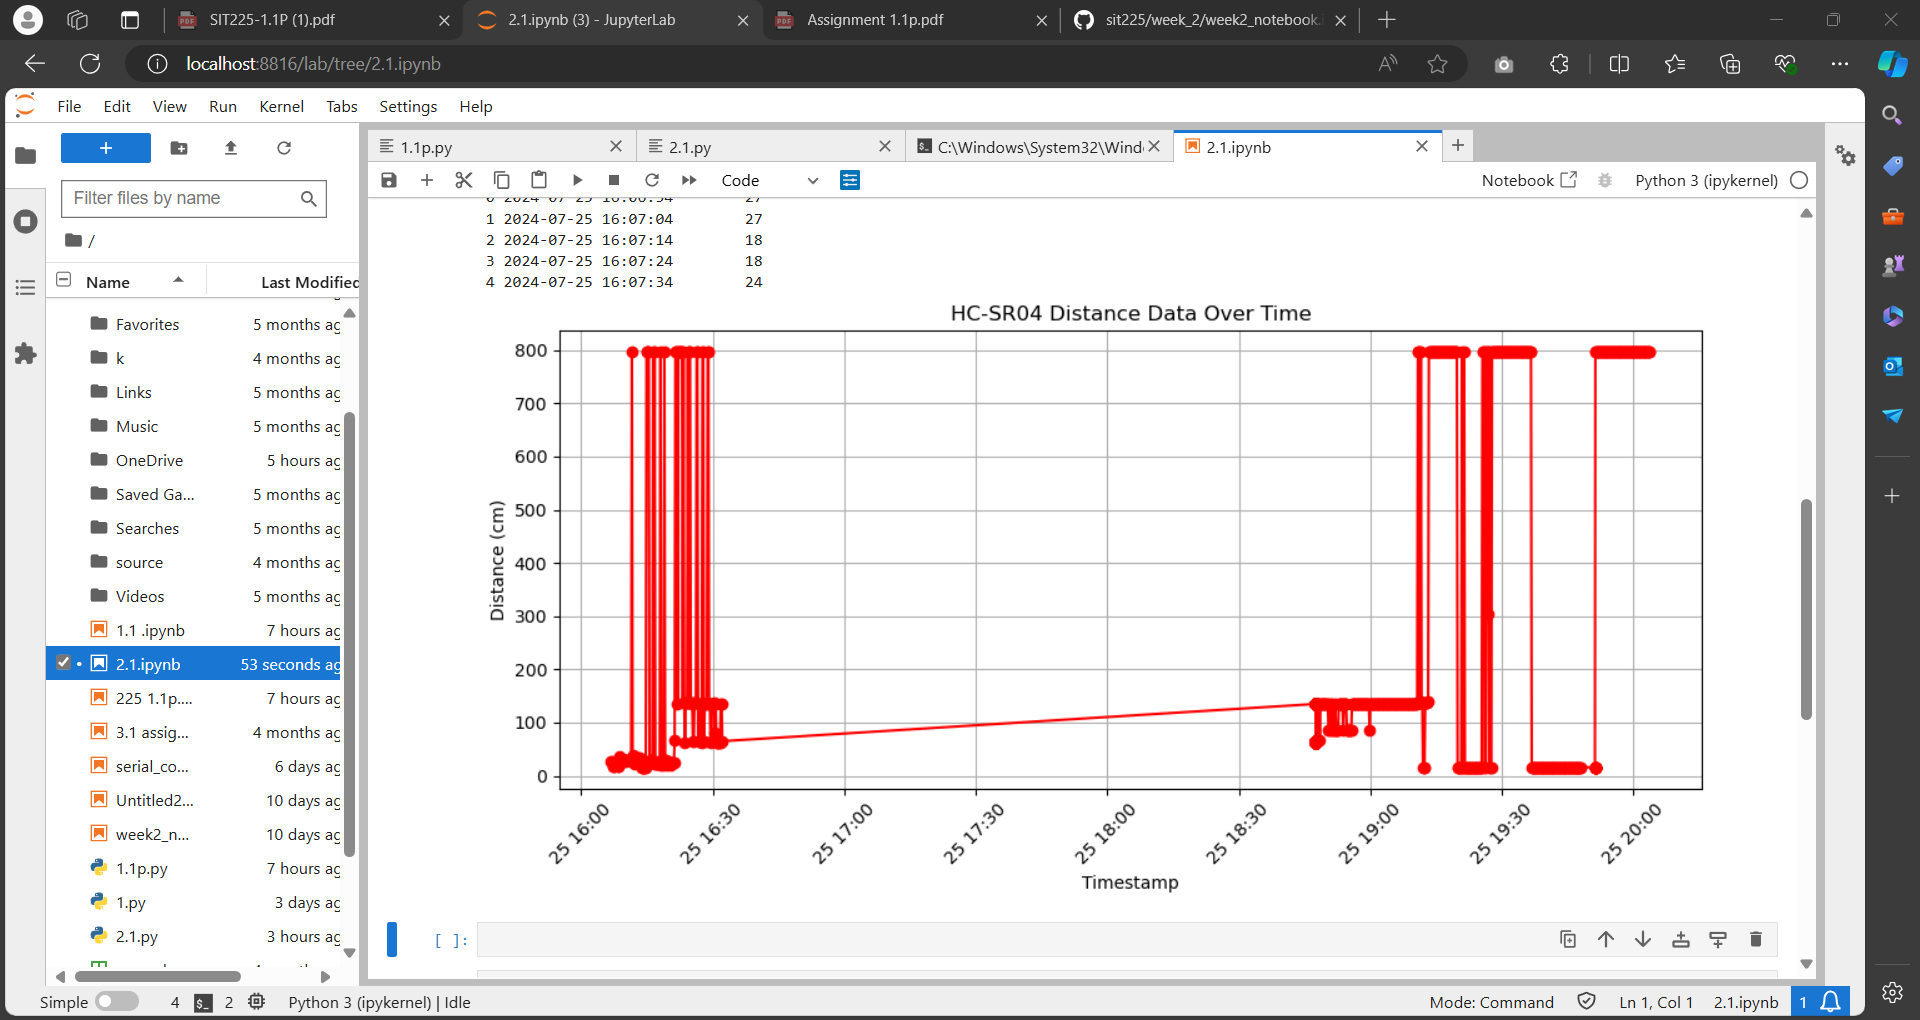 SIT225-1.1P (1).pdf
2.1.ipynb (3) - JupyterLab
Assignment 1.1p.pdf
sit225/week_2/week2_notebook.
localhost:8816/lab/tree/2.1.ipynb
File Edit View Run Kernel Tabs Settings Help
1.1p.py
2.1.py
C:\Windows\System32\Wind
2.1.ipynb
Code
Notebook
Python 3 (ipykernel)
Filter files by name
/
Name Last Modified
Favorites 5 months ag
k 4 months ag
Links 5 months ag
Music 5 months ag
OneDrive 5 hours ag
Saved Ga... 5 months ag
Searches 5 months ag
source 4 months ag
Videos 5 months ag
1.1 .ipynb 7 hours ag
2.1.ipynb 53 seconds ag
225 1.1p.... 7 hours ag
3.1 assig... 4 months ag
serial_co... 6 days ag
Untitled2... 10 days ag
week2_n... 10 days ag
1.1p.py 7 hours ag
1.py 3 days ag
2.1.py 3 hours ag
0 2024-07-25 16:06:54 27
1 2024-07-25 16:07:04 27
2 2024-07-25 16:07:14 18
3 2024-07-25 16:07:24 18
4 2024-07-25 16:07:34 24
HC-SR04 Distance Data Over Time
800
700
600
500
400
300
200
100
0
Distance (cm)
25 16:00
25 16:30
25 17:00
25 17:30
25 18:00
25 18:30
25 19:00
25 19:30
25 20:00
Timestamp
[ ]:
Simple 4 2 Python 3 (ipykernel) | Idle
Mode: Command Ln 1, Col 1 2.1.ipynb 1